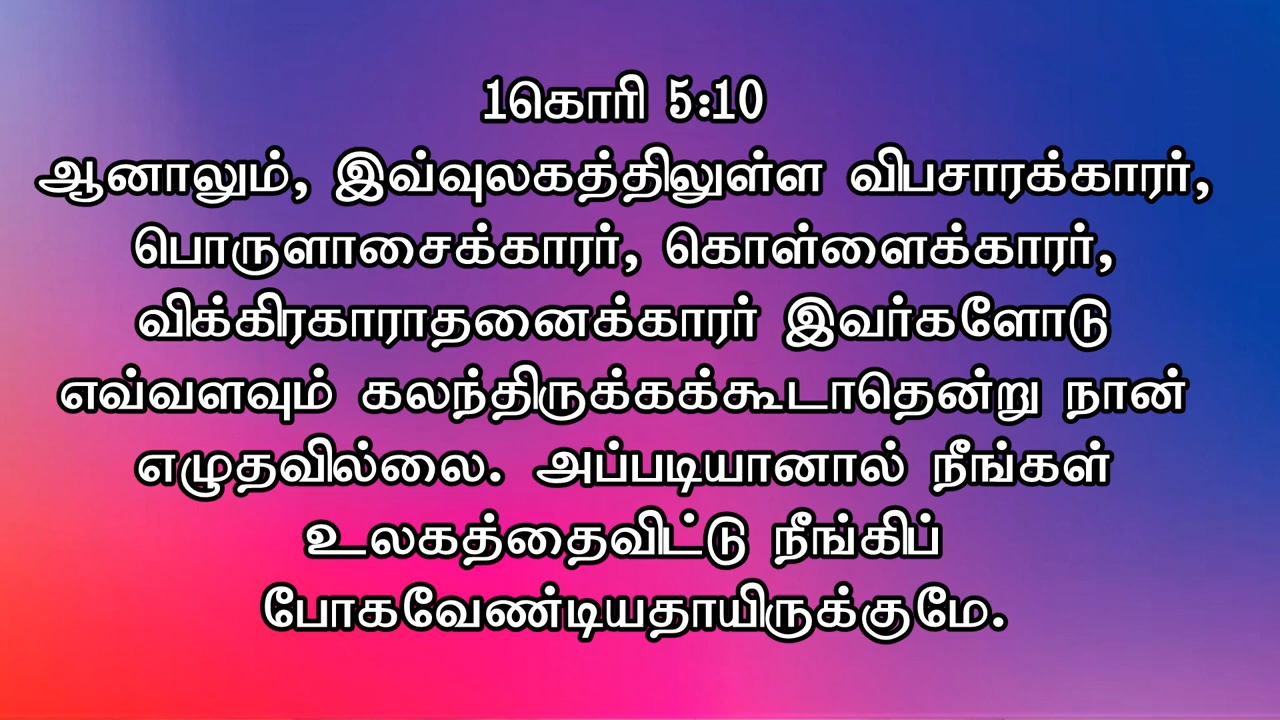 1கொரி 5:10
ஆனாலும், இவ்வுலகத்திலுள்ள விபசாரக்காரர்,
பொருளாசைக்காரர், கொள்ளைக்காரர்,
விக்கிரகாராதனைக்காரர் இவர்களோடு
எவ்வளவும் கலந்திருக்கக்கூடாதென்று நான்
எழுதவில்லை. அப்படியானால் நீங்கள்
உலகத்தைவிட்டு நீங்கிப்
போகவேண்டியதாயிருக்குமே.